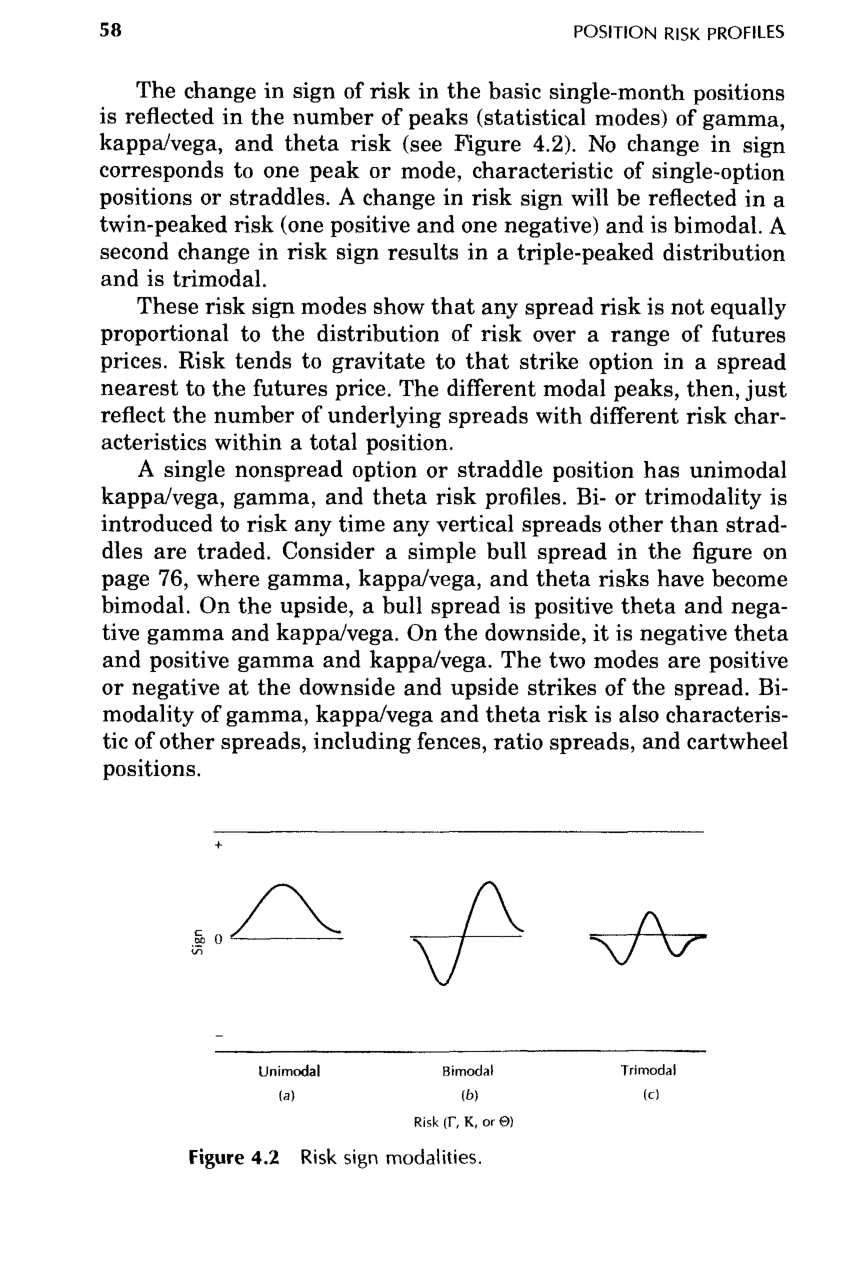 58
POSITION RISK PROFILES
The change in sign of risk in the basic single-month positions
is reflected in the number of peaks (statistical modes) of gamma,
kappa/vega, and theta risk (see Figure 4.2). No change in sign
corresponds to one peak or mode, characteristic of single-option
positions or straddles. A change in risk sign will be reflected in a
twin-peaked risk (one positive and one negative) and is bimodal. A
second change in risk sign results in a triple-peaked distribution
and is trimodal.
These risk sign modes show that any spread risk is not equally
proportional to the distribution of risk over a range of futures
prices. Risk tends to gravitate to that strike option in a spread
nearest to the futures price. The different modal peaks, then, just
reflect the number of underlying spreads with different risk char-
acteristics within a total position.
A single nonspread option or straddle position has unimodal
kappa/vega, gamma, and theta risk profiles. Bi- or trimodality is
introduced to risk any time any vertical spreads other than strad-
dles are traded. Consider a simple bull spread in the figure on
page 76, where gamma, kappa/vega, and theta risks have become
bimodal. On the upside, a bull spread is positive theta and nega-
tive gamma and kappa/vega. On the downside, it is negative theta
and positive gamma and kappa/vega. The two modes are positive
or negative at the downside and upside strikes of the spread. Bi-
modality of gamma, kappa/vega and theta risk is also characteris-
tic of other spreads, including fences, ratio spreads, and cartwheel
positions.
+
Sign
0
–
Unimodal Bimodal Trimodal
(a) (b) (c)
Risk (Γ, K, or Θ)
Figure 4.2 Risk sign modalities.